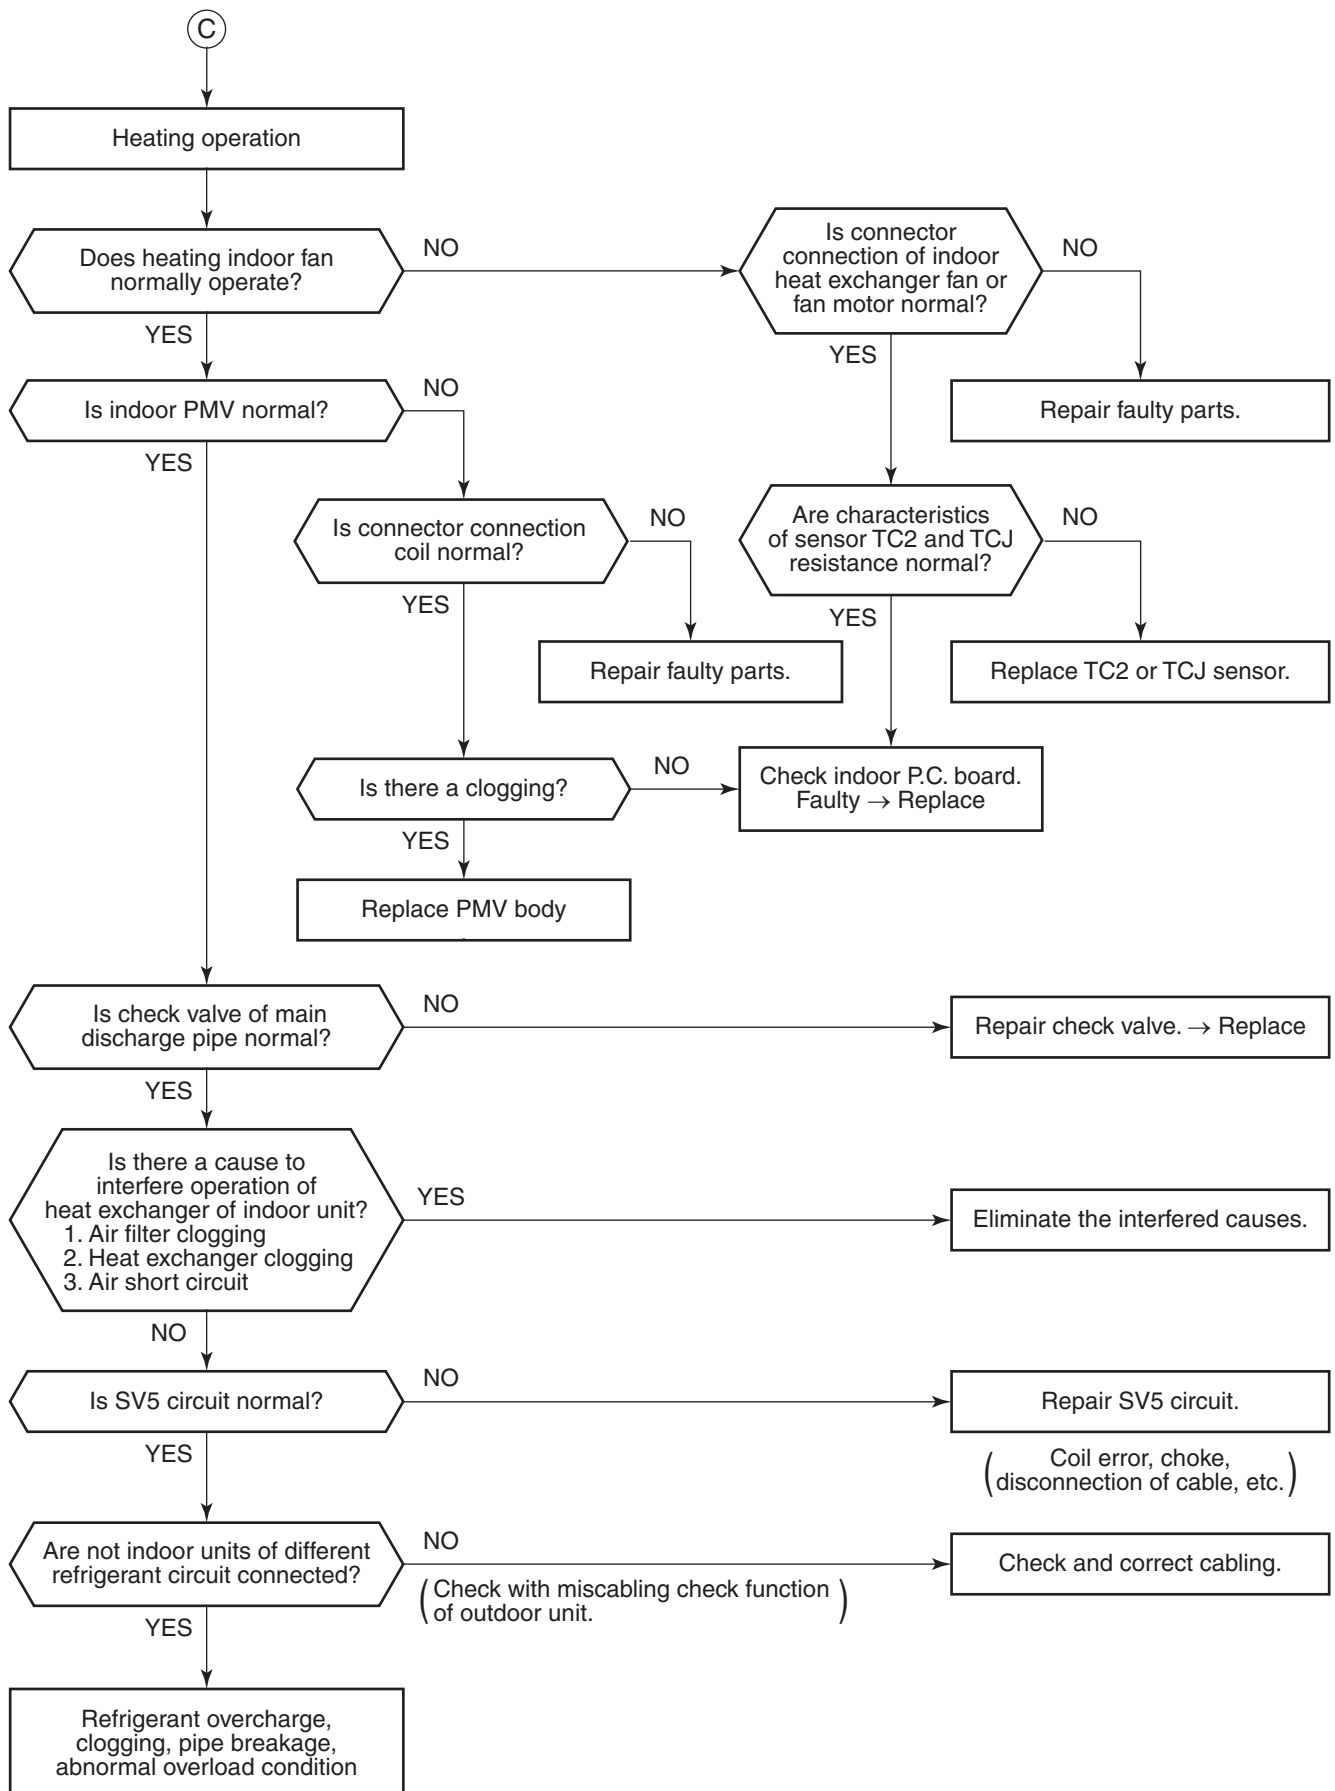 C
Heating operation
Does heating indoor fan
normally operate?
NO
Is connector
connection of indoor
heat exchanger fan or
fan motor normal?
NO
YES
YES
Is indoor PMV normal?
NO
Repair faulty parts.
YES
Is connector connection
coil normal?
NO
Are characteristics
of sensor TC2 and TCJ
resistance normal?
NO
YES
YES
Repair faulty parts.
Replace TC2 or TCJ sensor.
Is there a clogging?
NO
Check indoor P.C. board.
Faulty → Replace
YES
Replace PMV body
Is check valve of main
discharge pipe normal?
NO
Repair check valve. → Replace
YES
Is there a cause to
interfere operation of
heat exchanger of indoor unit?
1. Air filter clogging
2. Heat exchanger clogging
3. Air short circuit
YES
Eliminate the interfered causes.
NO
Is SV5 circuit normal?
NO
Repair SV5 circuit.
YES
(Coil error, choke,
disconnection of cable, etc.)
Are not indoor units of different
refrigerant circuit connected?
NO
Check and correct cabling.
(Check with miscabling check function
of outdoor unit.)
YES
Refrigerant overcharge,
clogging, pipe breakage,
abnormal overload condition